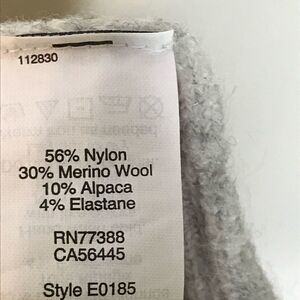 112830
56% Nylon
30% Merino Wool
10% Alpaca
4% Elastane
RN77388
CA56445
Style E0185